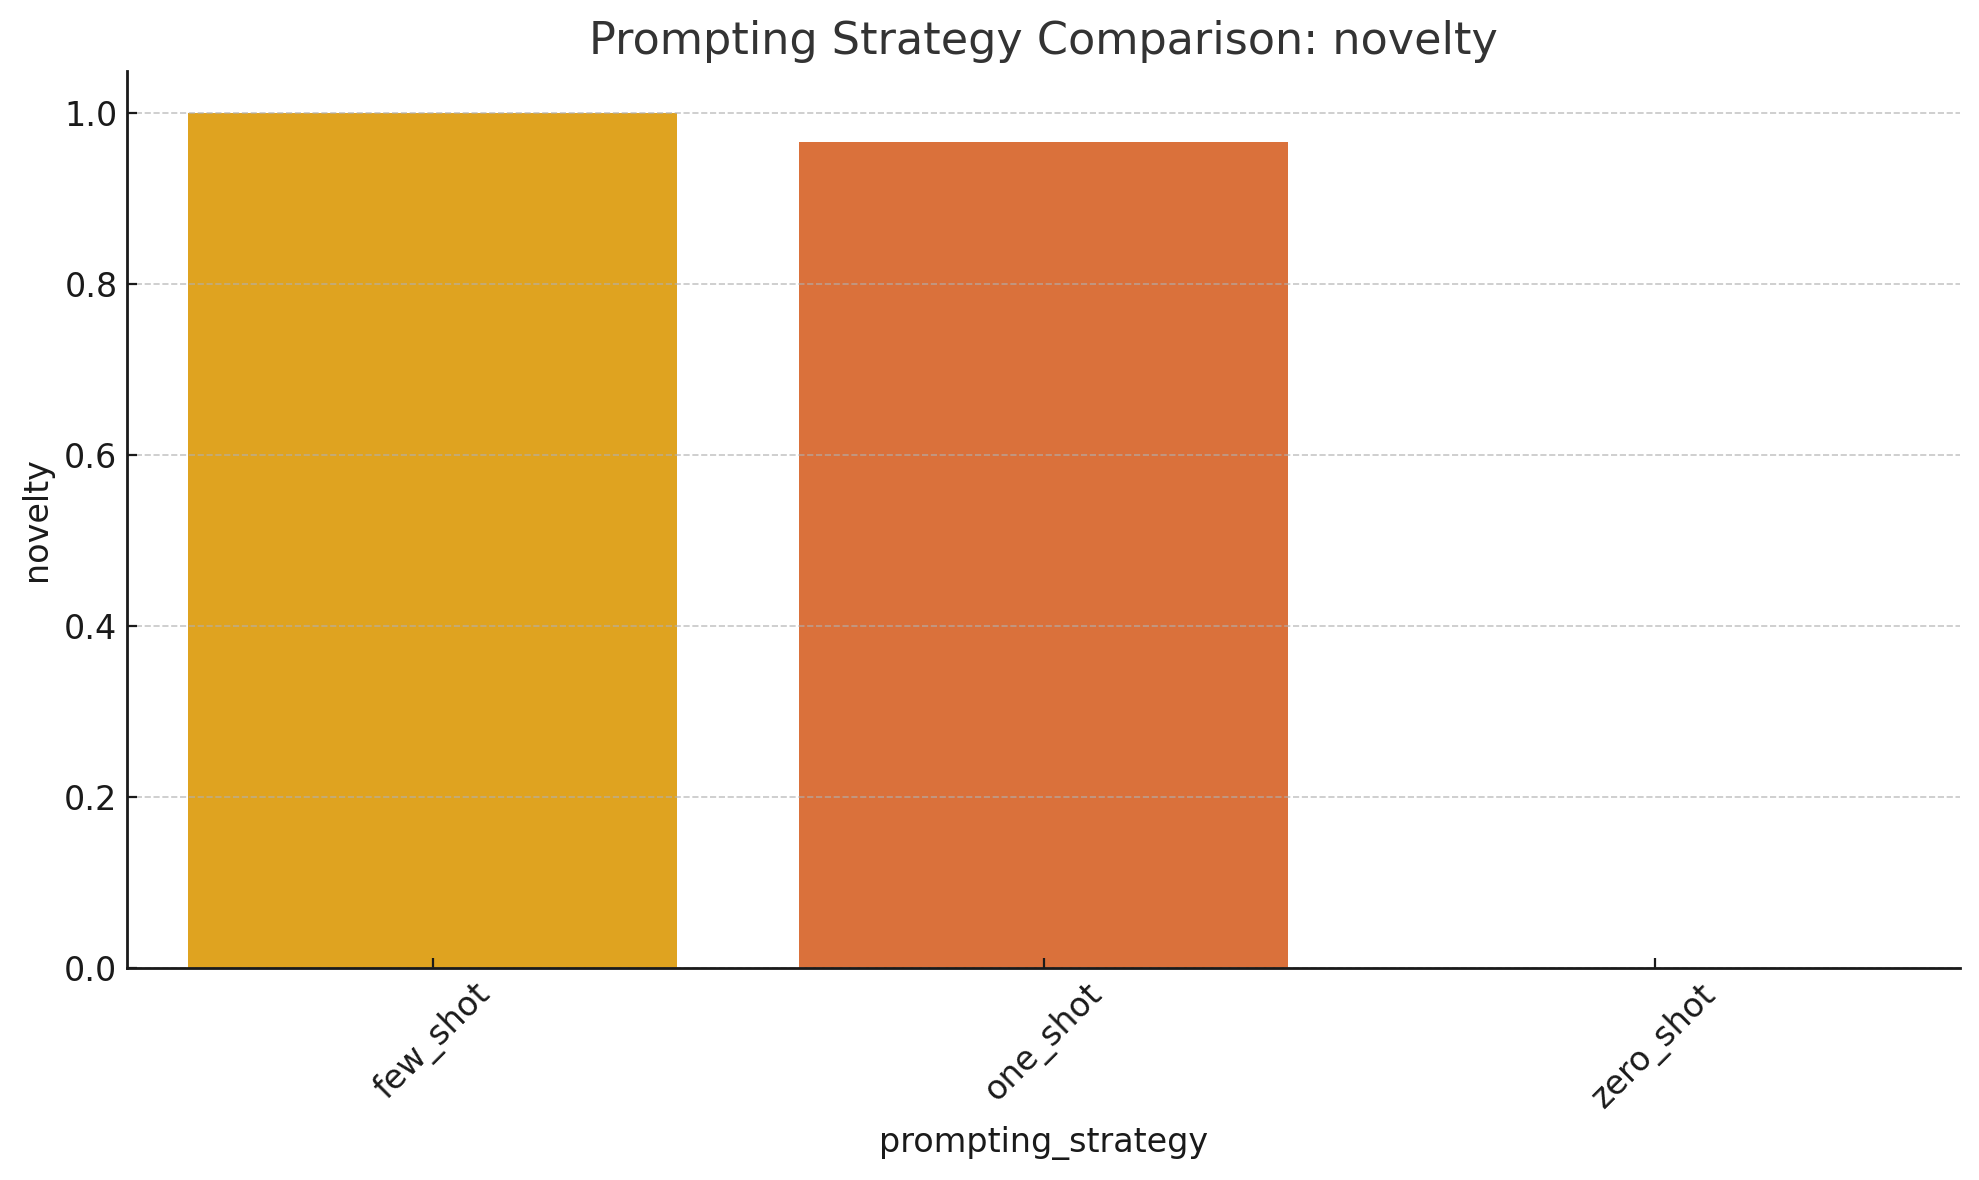 Prompting Strategy Comparison: novelty
1.0
0.8
0.6
0.4
0.2
0.0
novelty
few_shot
one_shot
zero_shot
prompting_strategy